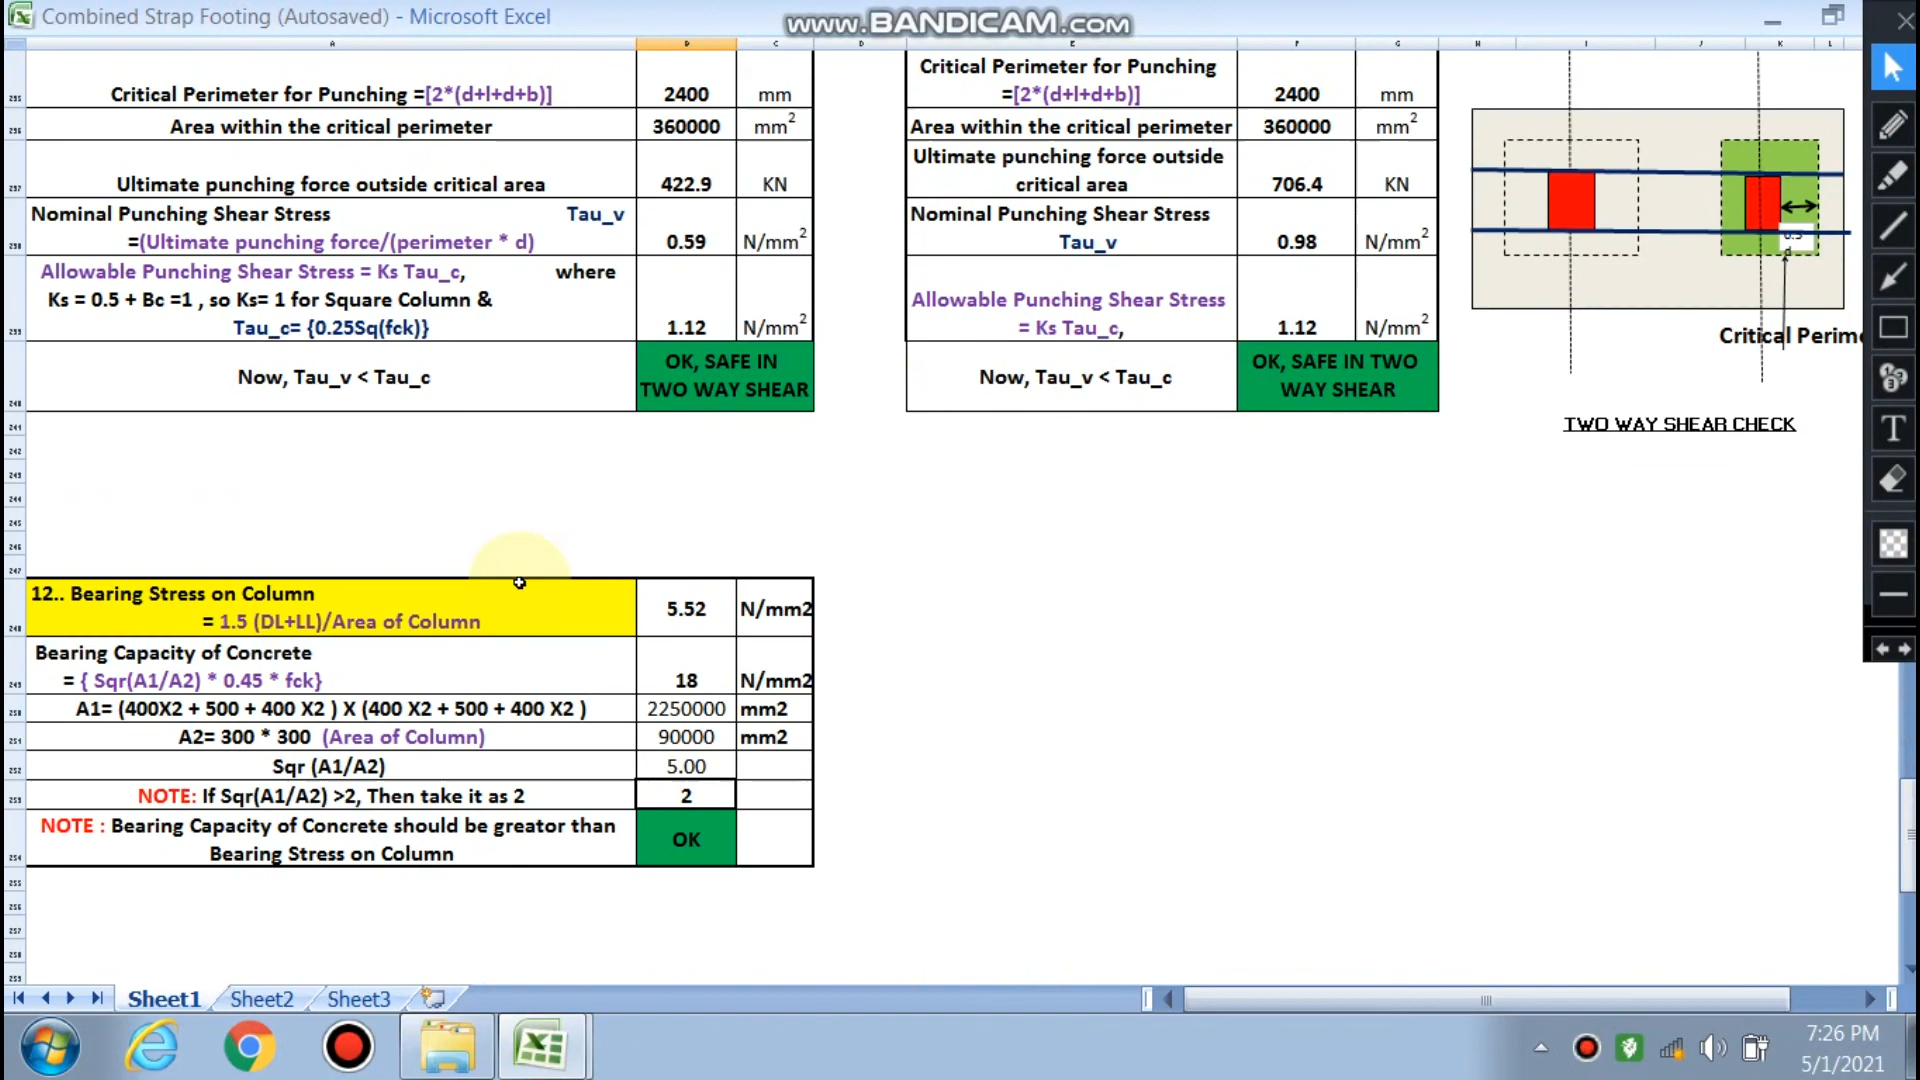 Combined Strap Footing (Autosaved) - Microsoft Excel
www.BANDICAM.com
A B C D E F G H I J K L
Critical Perimeter for Punching =[2*(d+l+d+b)] 2400 mm
Area within the critical perimeter 360000 mm2
Ultimate punching force outside critical area 422.9 KN
Nominal Punching Shear Stress Tau_v
=(Ultimate punching force/(perimeter * d) 0.59 N/mm2
Allowable Punching Shear Stress = Ks Tau_c, where
Ks = 0.5 + Bc =1 , so Ks= 1 for Square Column &
Tau_c= {0.25Sq(fck)} 1.12 N/mm2
Now, Tau_v < Tau_c
OK, SAFE IN
TWO WAY SHEAR
Critical Perimeter for Punching
=[2*(d+l+d+b)] 2400 mm
Area within the critical perimeter 360000 mm2
Ultimate punching force outside
critical area 706.4 KN
Nominal Punching Shear Stress
Tau_v 0.98 N/mm2
Allowable Punching Shear Stress
= Ks Tau_c, 1.12 N/mm2
Now, Tau_v < Tau_c
OK, SAFE IN TWO
WAY SHEAR
Critical Perime
TWO WAY SHEAR CHECK
12.. Bearing Stress on Column
= 1.5 (DL+LL)/Area of Column 5.52 N/mm2
Bearing Capacity of Concrete
= { Sqr(A1/A2) * 0.45 * fck} 18 N/mm2
A1= (400X2 + 500 + 400 X2 ) X (400 X2 + 500 + 400 X2 ) 2250000 mm2
A2= 300 * 300 (Area of Column) 90000 mm2
Sqr (A1/A2) 5.00
NOTE: If Sqr(A1/A2) >2, Then take it as 2 2
NOTE : Bearing Capacity of Concrete should be greator than
Bearing Stress on Column OK
Sheet1 Sheet2 Sheet3
7:26 PM
5/1/2021